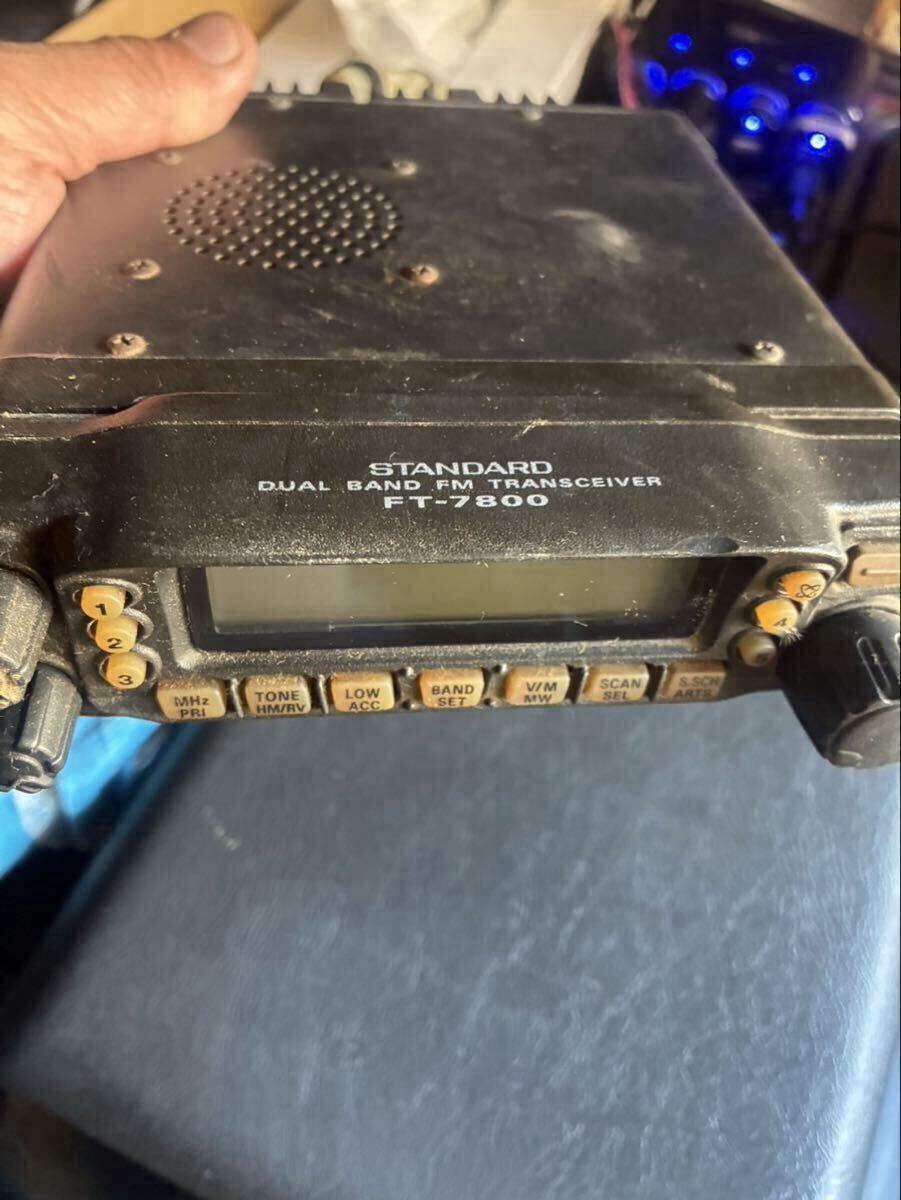 STANDARD
DUAL BAND FM TRANSCEIVER
FT-7800
1
2
3
4
MHz
PRI
TONE
HM/RV
LOW
ACC
BAND
SET
V/M
MW
SCAN
SEL
S.SCH
ARTS